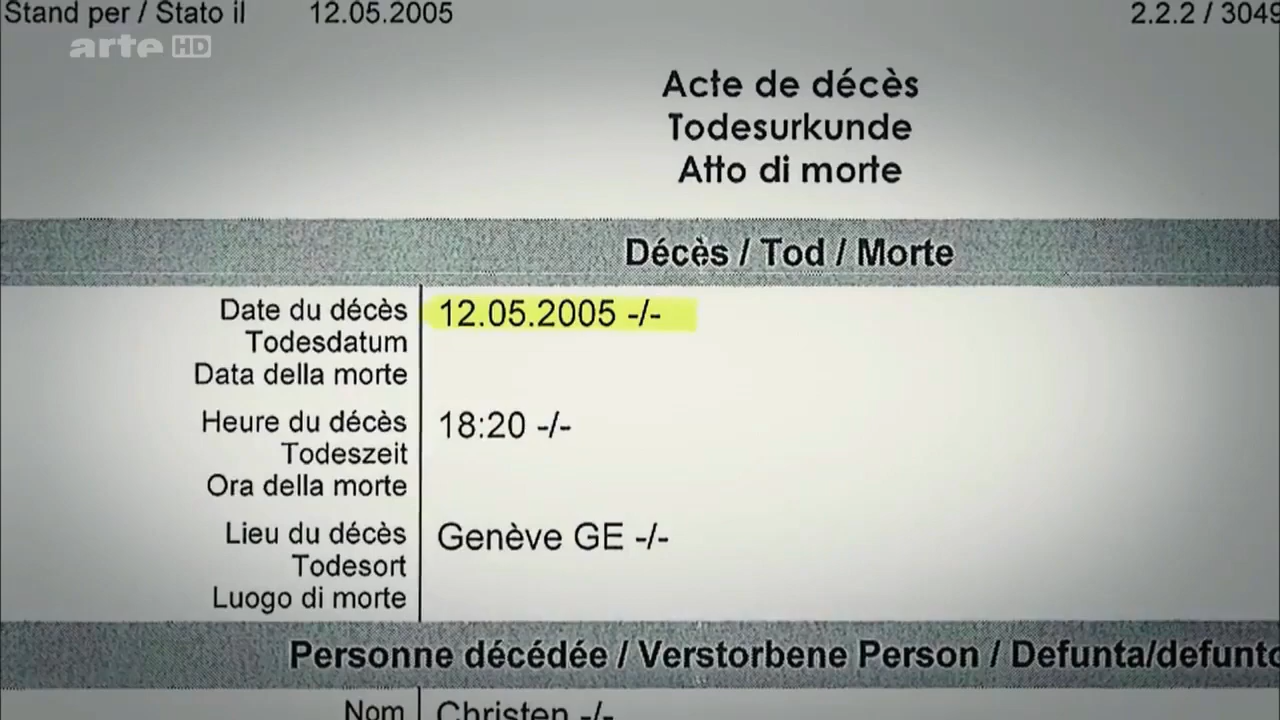 Stand per / Stato il 12.05.2005 2.2.2 / 3049
arte HD
Acte de décès
Todesurkunde
Atto di morte
Décès / Tod / Morte
Date du décès 12.05.2005 -/-
Todesdatum
Data della morte
Heure du décès 18:20 -/-
Todeszeit
Ora della morte
Lieu du décès Genève GE -/-
Todesort
Luogo di morte
Personne décédée / Verstorbene Person / Defunta/defunto
Nom Christen -/-